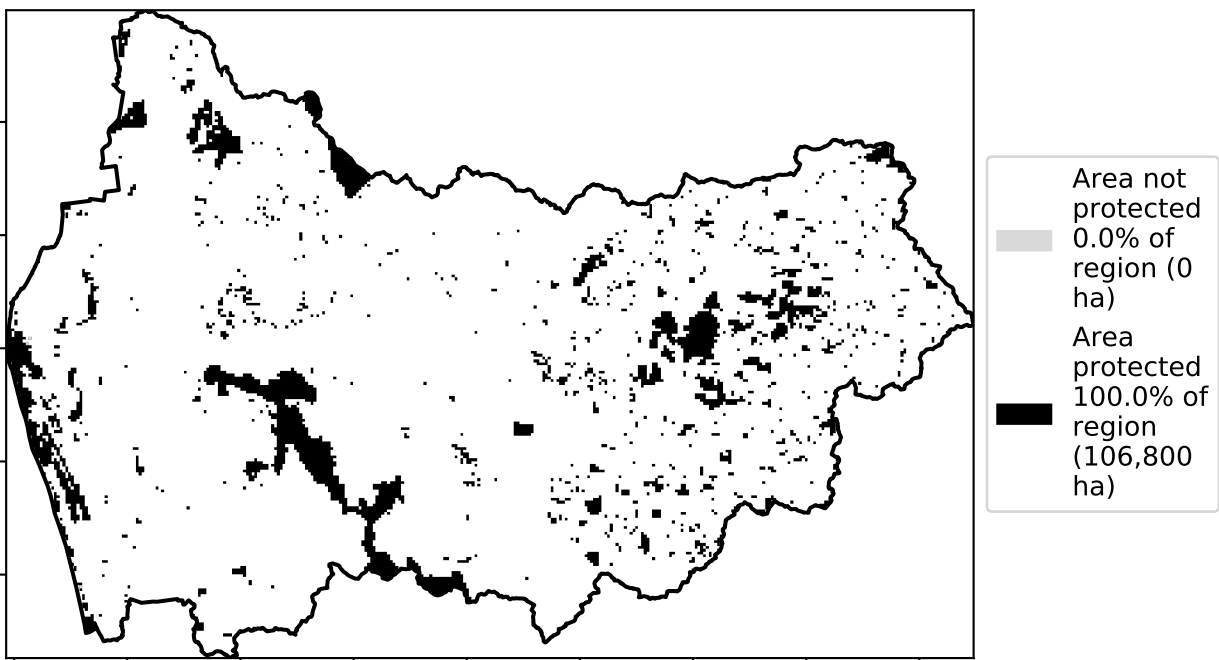 Area not
protected
0.0% of
region (0
ha)
Area
protected
100.0% of
region
(106,800
ha)